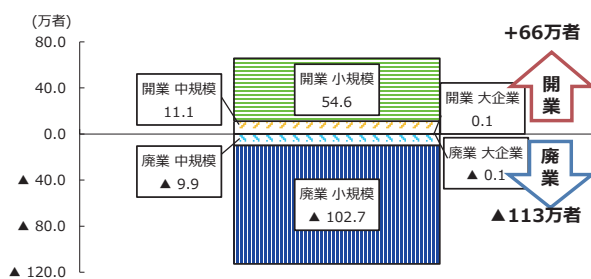 (万者)
+66万者
80.0
40.0
0.0
▲ 40.0
▲ 80.0
▲ 120.0
開業 小規模
54.6
開業 中規模
11.1
開業 大企業
0.1
開業
廃業 中規模
▲ 9.9
廃業 大企業
▲ 0.1
廃業
廃業 小規模
▲ 102.7
▲113万者